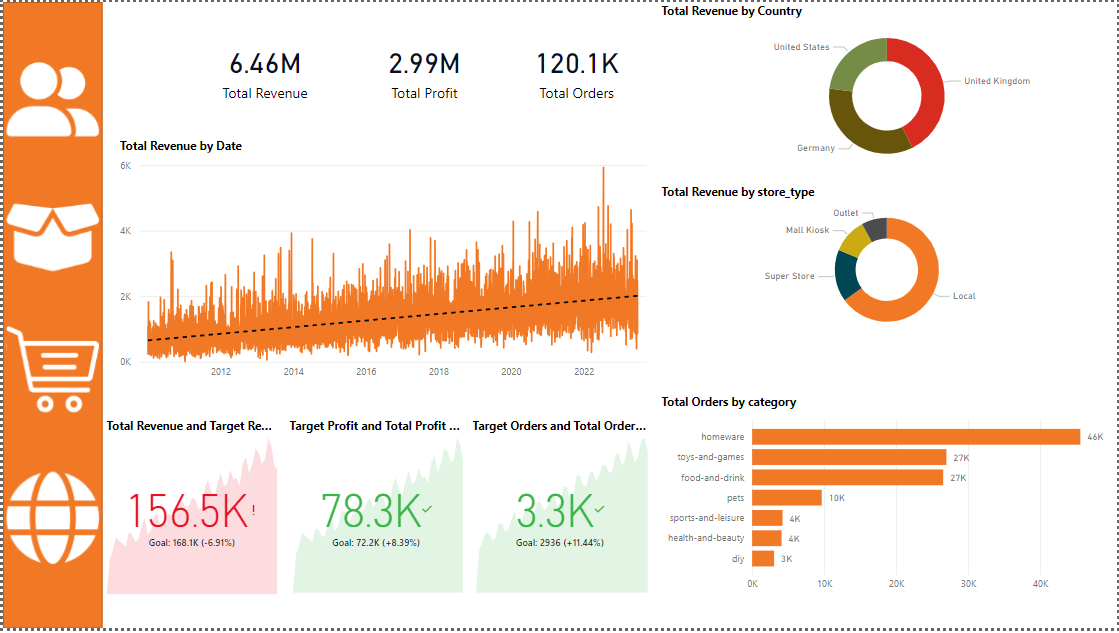 6.46M
Total Revenue
2.99M
Total Profit
120.1K
Total Orders
Total Revenue by Date
6K
4K
2K
0K
2012
2014
2016
2018
2020
2022
Total Revenue and Target Re...
156.5K!
Goal: 168.1K (-6.91%)
Target Profit and Total Profit ...
78.3K✓
Goal: 72.2K (+8.39%)
Target Orders and Total Order...
3.3K✓
Goal: 2936 (+11.44%)
Total Revenue by Country
United States
United Kingdom
Germany
Total Revenue by store_type
Outlet
Mall Kiosk
Super Store
Local
Total Orders by category
homeware 46K
toys-and-games 27K
food-and-drink 27K
pets 10K
sports-and-leisure 4K
health-and-beauty 4K
diy 3K
0K 10K 20K 30K 40K